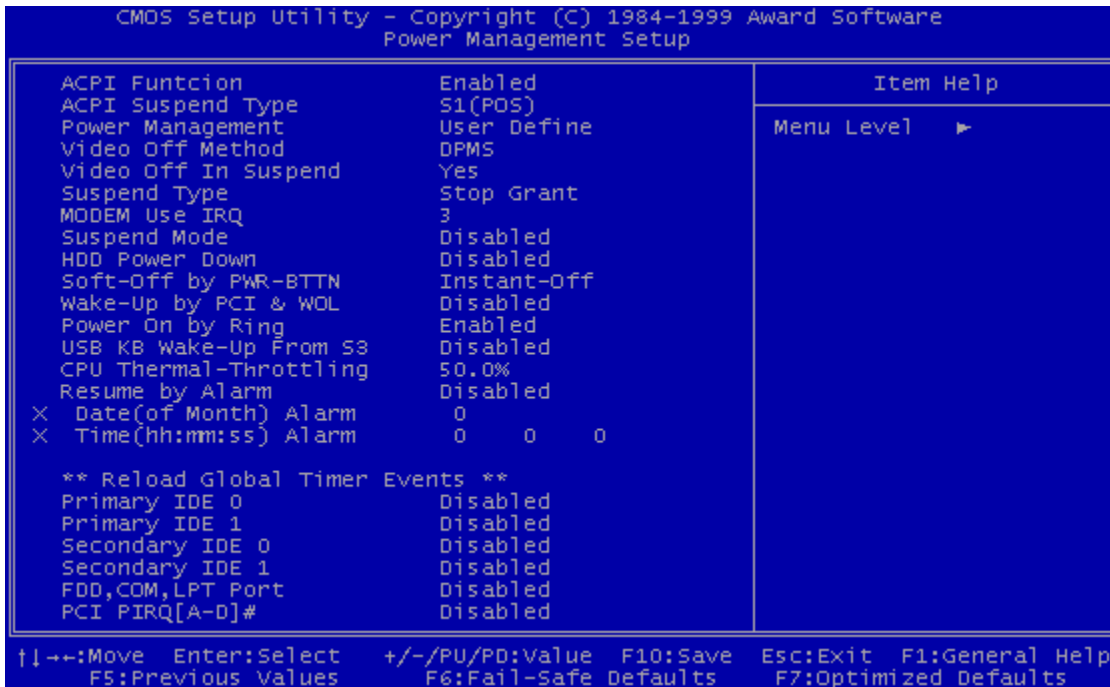 CMOS Setup Utility – Copyright (C) 1984–1999 Award Software
Power Management Setup
ACPI Funtcion Enabled
ACPI Suspend Type S1(POS)
Power Management User Define
Video Off Method DPMS
Video Off In Suspend Yes
Suspend Type Stop Grant
MODEM Use IRQ 3
Suspend Mode Disabled
HDD Power Down Disabled
Soft-Off by PWR-BTTN Instant-Off
Wake-Up by PCI & WOL Disabled
Power On by Ring Enabled
USB KB Wake-Up From S3 Disabled
CPU Thermal-Throttling 50.0%
Resume by Alarm Disabled
X Date(of Month) Alarm 0
X Time(hh:mm:ss) Alarm 0 0 0
** Reload Global Timer Events **
Primary IDE 0 Disabled
Primary IDE 1 Disabled
Secondary IDE 0 Disabled
Secondary IDE 1 Disabled
FDD,COM,LPT Port Disabled
PCI PIRQ[A-D]# Disabled
Item Help
Menu Level ►
↑↓→←:Move Enter:Select +/-/PU/PD:Value F10:Save Esc:Exit F1:General Help
F5:Previous Values F6:Fail-Safe Defaults F7:Optimized Defaults